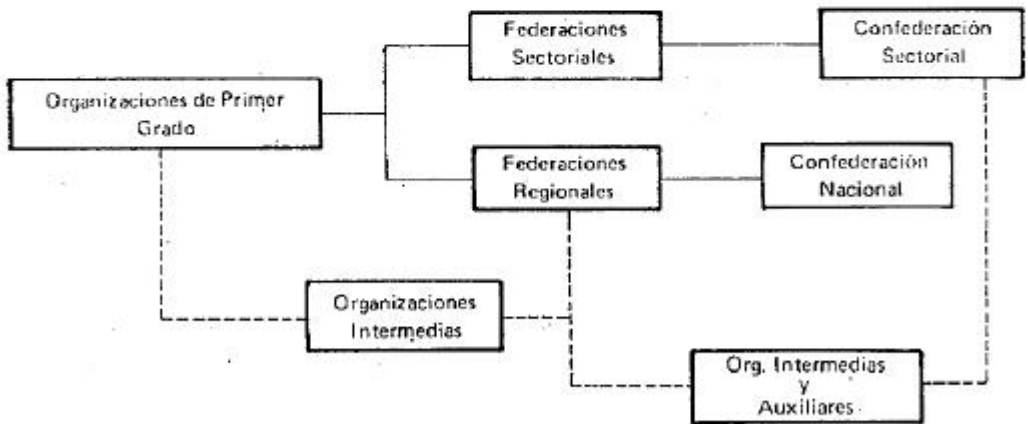 Federaciones
Sectoriales
Confederación
Sectorial
Organizaciones de Primer
Grado
Federaciones
Regionales
Confederación
Nacional
Organizaciones
Intermedias
Org. Intermedias
y
Auxiliares